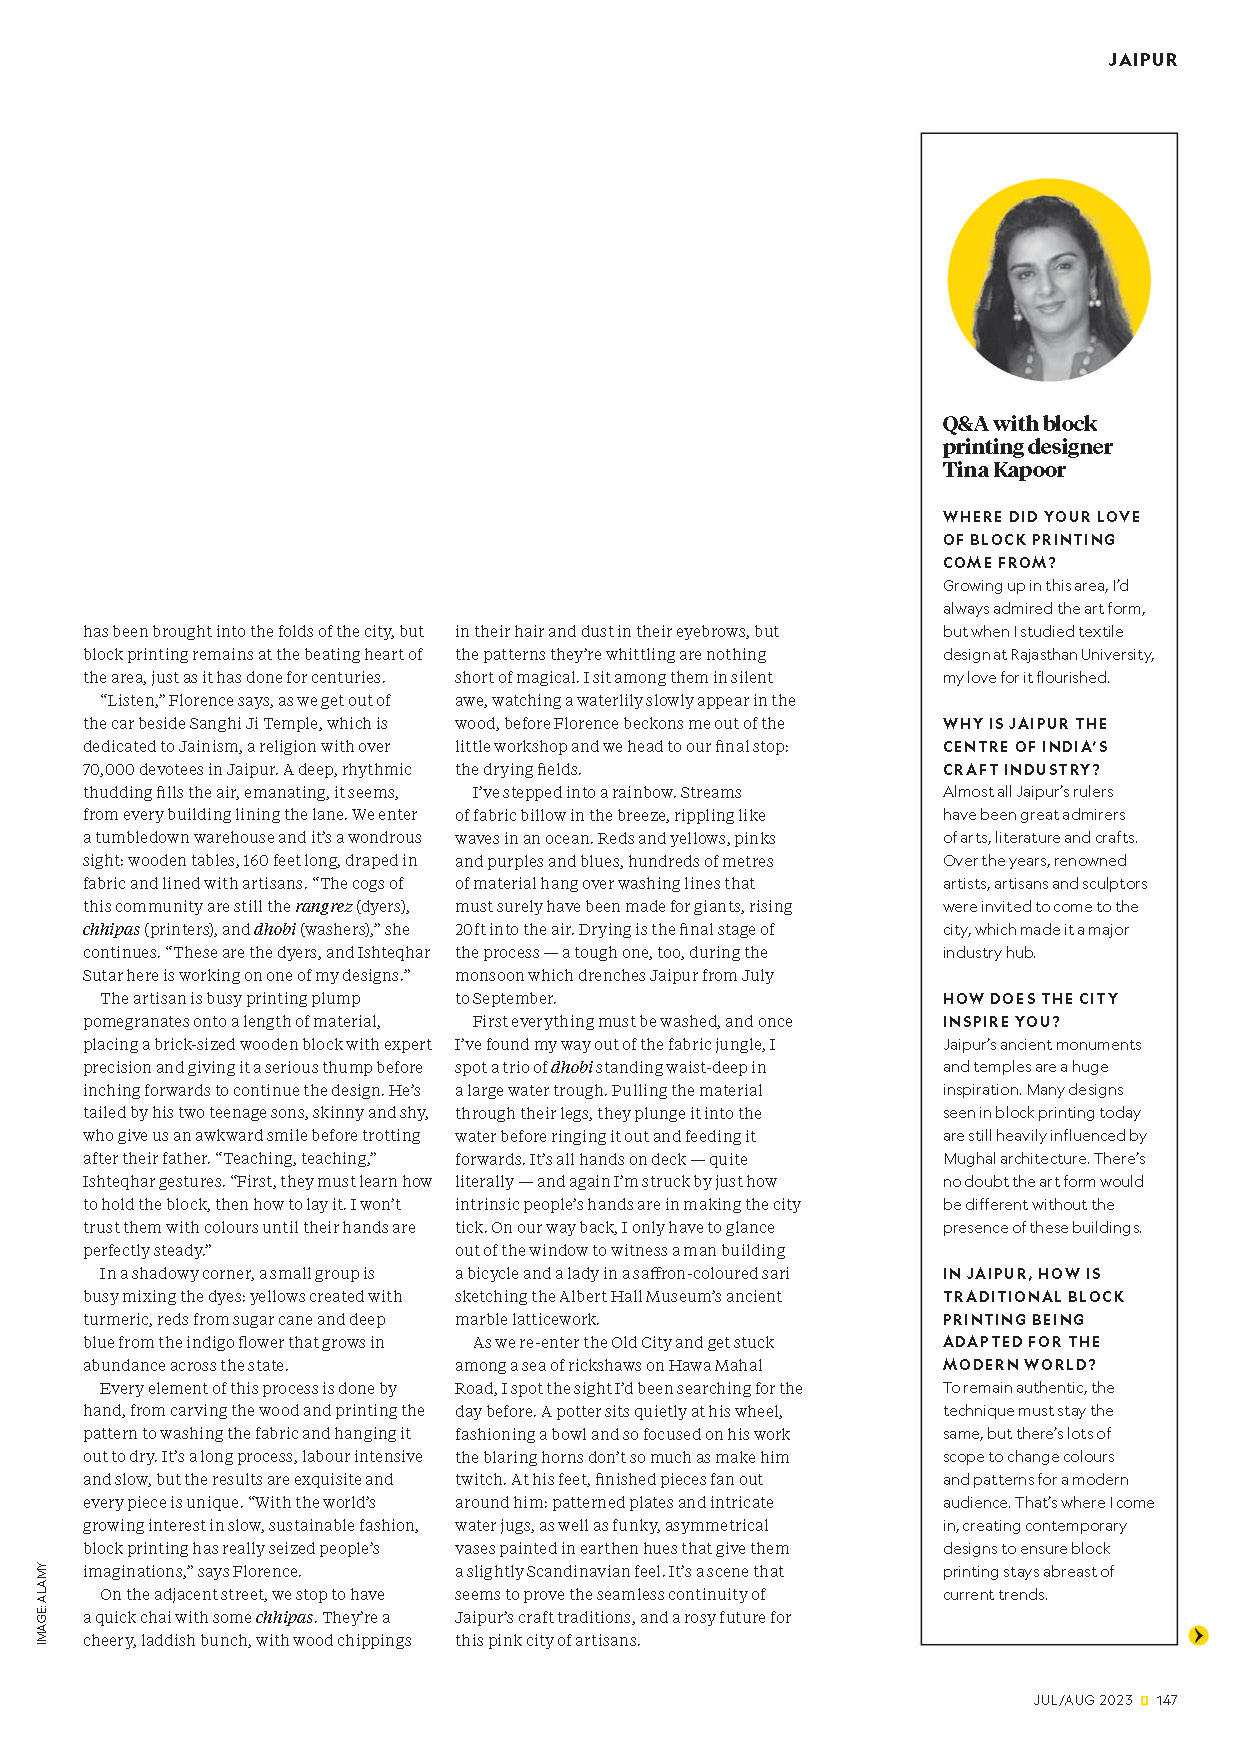 JAIPUR
has been brought into the folds of the city, but
block printing remains at the beating heart of
the area, just as it has done for centuries.
“Listen,” Florence says, as we get out of
the car beside Sanghi Ji Temple, which is
dedicated to Jainism, a religion with over
70,000 devotees in Jaipur. A deep, rhythmic
thudding fills the air, emanating, it seems,
from every building lining the lane. We enter
a tumbledown warehouse and it’s a wondrous
sight: wooden tables, 160 feet long, draped in
fabric and lined with artisans. “The cogs of
this community are still the rangrez (dyers),
chhipas (printers), and dhobi (washers),” she
continues. “These are the dyers, and Ishteqhar
Sutar here is working on one of my designs.”
The artisan is busy printing plump
pomegranates onto a length of material,
placing a brick-sized wooden block with expert
precision and giving it a serious thump before
inching forwards to continue the design. He’s
tailed by his two teenage sons, skinny and shy,
who give us an awkward smile before trotting
after their father. “Teaching, teaching,”
Ishteqhar gestures. “First, they must learn how
to hold the block, then how to lay it. I won’t
trust them with colours until their hands are
perfectly steady.”
In a shadowy corner, a small group is
busy mixing the dyes: yellows created with
turmeric, reds from sugar cane and deep
blue from the indigo flower that grows in
abundance across the state.
Every element of this process is done by
hand, from carving the wood and printing the
pattern to washing the fabric and hanging it
out to dry. It’s a long process, labour intensive
and slow, but the results are exquisite and
every piece is unique. “With the world’s
growing interest in slow, sustainable fashion,
block printing has really seized people’s
imaginations,” says Florence.
On the adjacent street, we stop to have
a quick chai with some chhipas. They’re a
cheery, laddish bunch, with wood chippings
in their hair and dust in their eyebrows, but
the patterns they’re whittling are nothing
short of magical. I sit among them in silent
awe, watching a waterlily slowly appear in the
wood, before Florence beckons me out of the
little workshop and we head to our final stop:
the drying fields.
I’ve stepped into a rainbow. Streams
of fabric billow in the breeze, rippling like
waves in an ocean. Reds and yellows, pinks
and purples and blues, hundreds of metres
of material hang over washing lines that
must surely have been made for giants, rising
20ft into the air. Drying is the final stage of
the process — a tough one, too, during the
monsoon which drenches Jaipur from July
to September.
First everything must be washed, and once
I’ve found my way out of the fabric jungle, I
spot a trio of dhobi standing waist-deep in
a large water trough. Pulling the material
through their legs, they plunge it into the
water before ringing it out and feeding it
forwards. It’s all hands on deck — quite
literally — and again I’m struck by just how
intrinsic people’s hands are in making the city
tick. On our way back, I only have to glance
out of the window to witness a man building
a bicycle and a lady in a saffron-coloured sari
sketching the Albert Hall Museum’s ancient
marble latticework.
As we re-enter the Old City and get stuck
among a sea of rickshaws on Hawa Mahal
Road, I spot the sight I’d been searching for the
day before. A potter sits quietly at his wheel,
fashioning a bowl and so focused on his work
the blaring horns don’t so much as make him
twitch. At his feet, finished pieces fan out
around him: patterned plates and intricate
water jugs, as well as funky, asymmetrical
vases painted in earthen hues that give them
a slightly Scandinavian feel. It’s a scene that
seems to prove the seamless continuity of
Jaipur’s craft traditions, and a rosy future for
this pink city of artisans.
Q&A with block
printing designer
Tina Kapoor
WHERE DID YOUR LOVE
OF BLOCK PRINTING
COME FROM?
Growing up in this area, I’d
always admired the art form,
but when I studied textile
design at Rajasthan University,
my love for it flourished.
WHY IS JAIPUR THE
CENTRE OF INDIA’S
CRAFT INDUSTRY?
Almost all Jaipur’s rulers
have been great admirers
of arts, literature and crafts.
Over the years, renowned
artists, artisans and sculptors
were invited to come to the
city, which made it a major
industry hub.
HOW DOES THE CITY
INSPIRE YOU?
Jaipur’s ancient monuments
and temples are a huge
inspiration. Many designs
seen in block printing today
are still heavily influenced by
Mughal architecture. There’s
no doubt the art form would
be different without the
presence of these buildings.
IN JAIPUR, HOW IS
TRADITIONAL BLOCK
PRINTING BEING
ADAPTED FOR THE
MODERN WORLD?
To remain authentic, the
technique must stay the
same, but there’s lots of
scope to change colours
and patterns for a modern
audience. That’s where I come
in, creating contemporary
designs to ensure block
printing stays abreast of
current trends.
IMAGE: ALAMY
JUL/AUG 2023 147